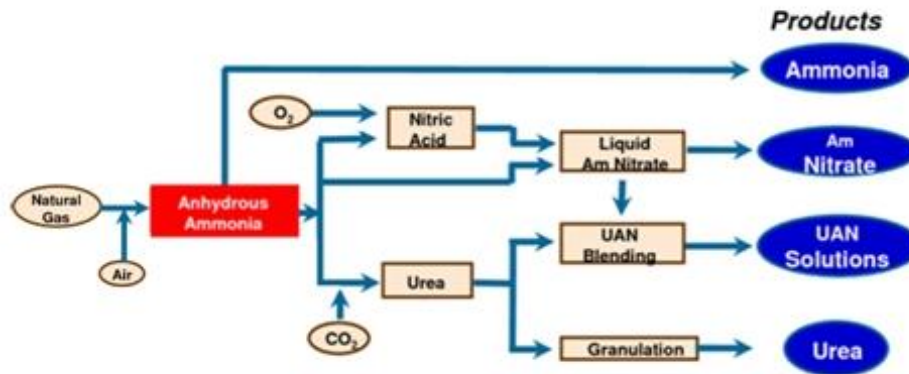 Products
Ammonia
O2
Nitric
Acid
Liquid
Am Nitrate
Am
Nitrate
Natural
Gas
Anhydrous
Ammonia
Air
UAN
Blending
UAN
Solutions
Urea
CO2
Granulation
Urea